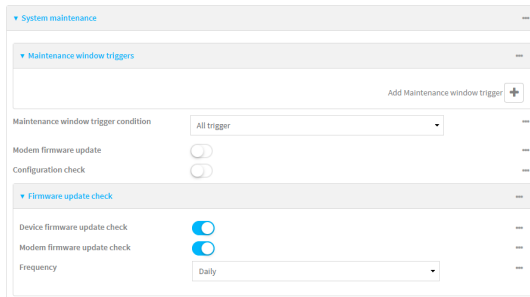 System maintenance
Maintenance window triggers
Add Maintenance window trigger
Maintenance window trigger condition
All trigger
Modem firmware update
Configuration check
Firmware update check
Device firmware update check
Modem firmware update check
Frequency
Daily